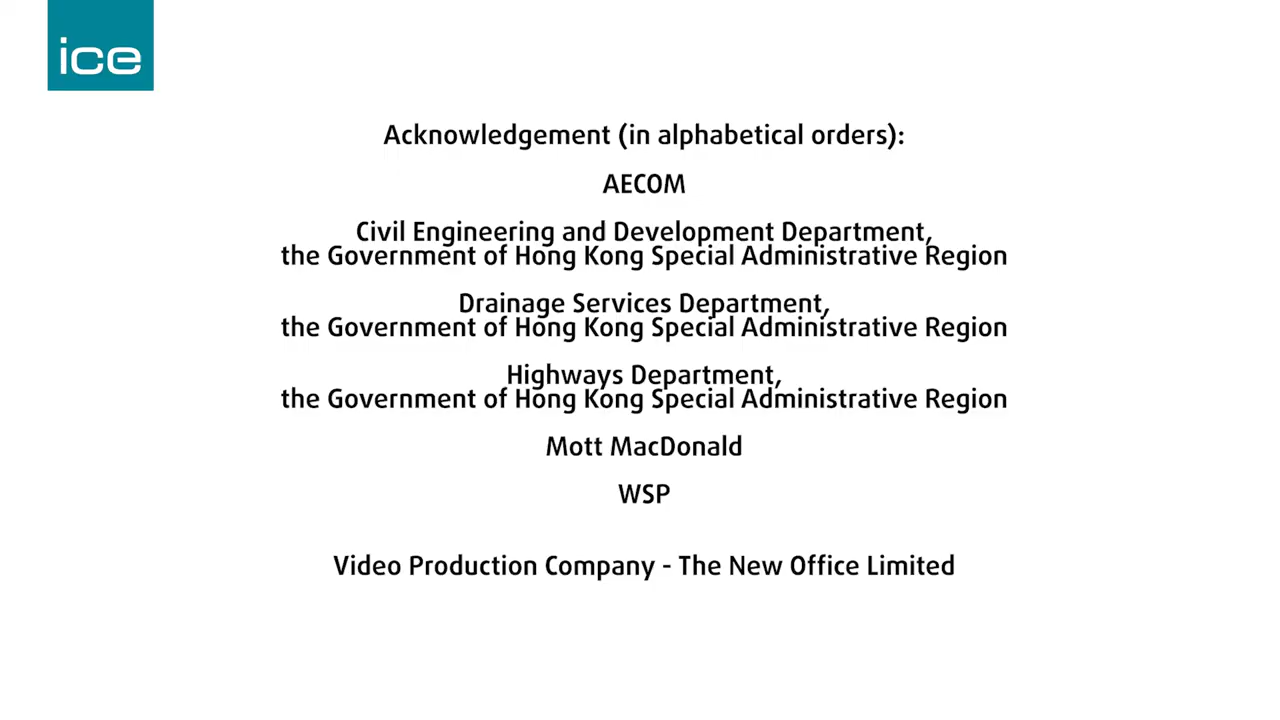 ice
Acknowledgement (in alphabetical orders):
AECOM
Civil Engineering and Development Department,
the Government of Hong Kong Special Administrative Region
Drainage Services Department,
the Government of Hong Kong Special Administrative Region
Highways Department,
the Government of Hong Kong Special Administrative Region
Mott MacDonald
WSP
Video Production Company - The New Office Limited